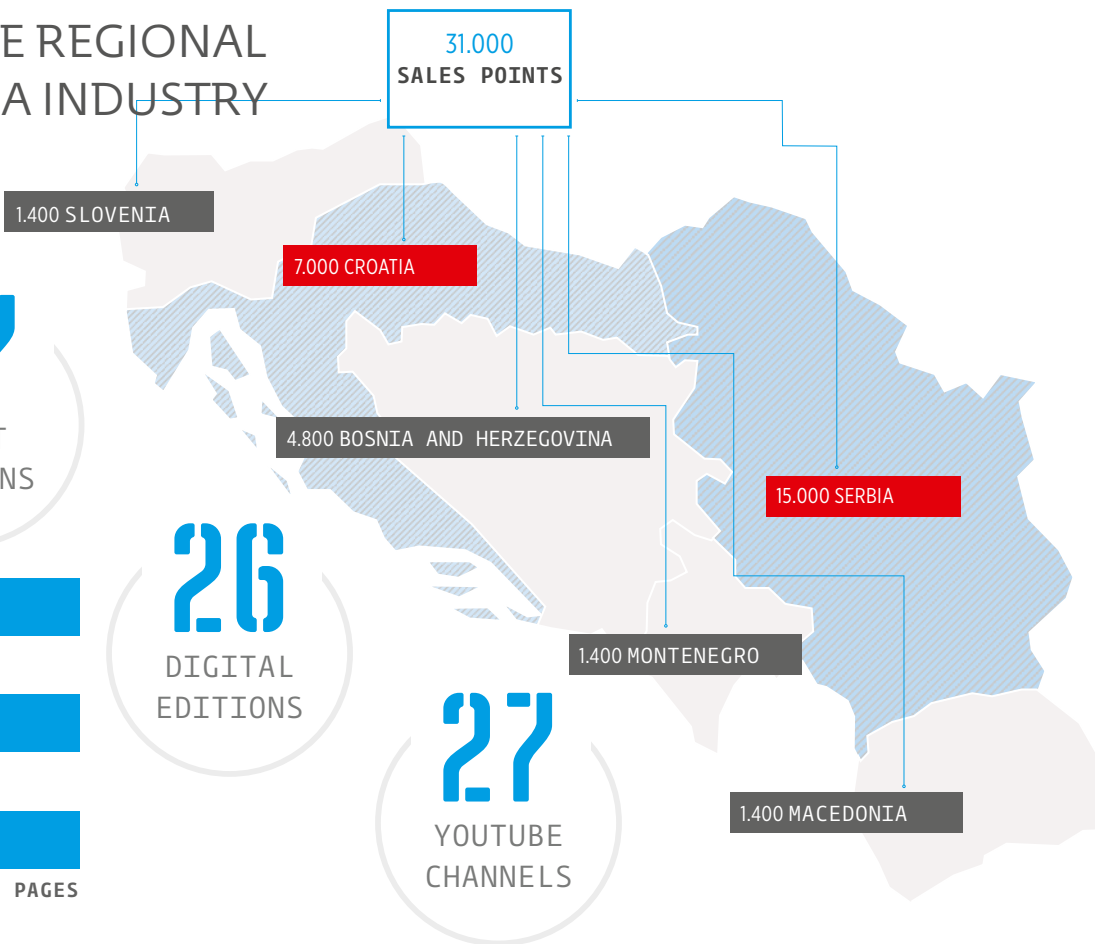 E REGIONAL
A INDUSTRY
31.000
SALES POINTS
1.400 SLOVENIA
7.000 CROATIA
4.800 BOSNIA AND HERZEGOVINA
15.000 SERBIA
NS
26
DIGITAL
EDITIONS
1.400 MONTENEGRO
27
YOUTUBE
CHANNELS
1.400 MACEDONIA
PAGES